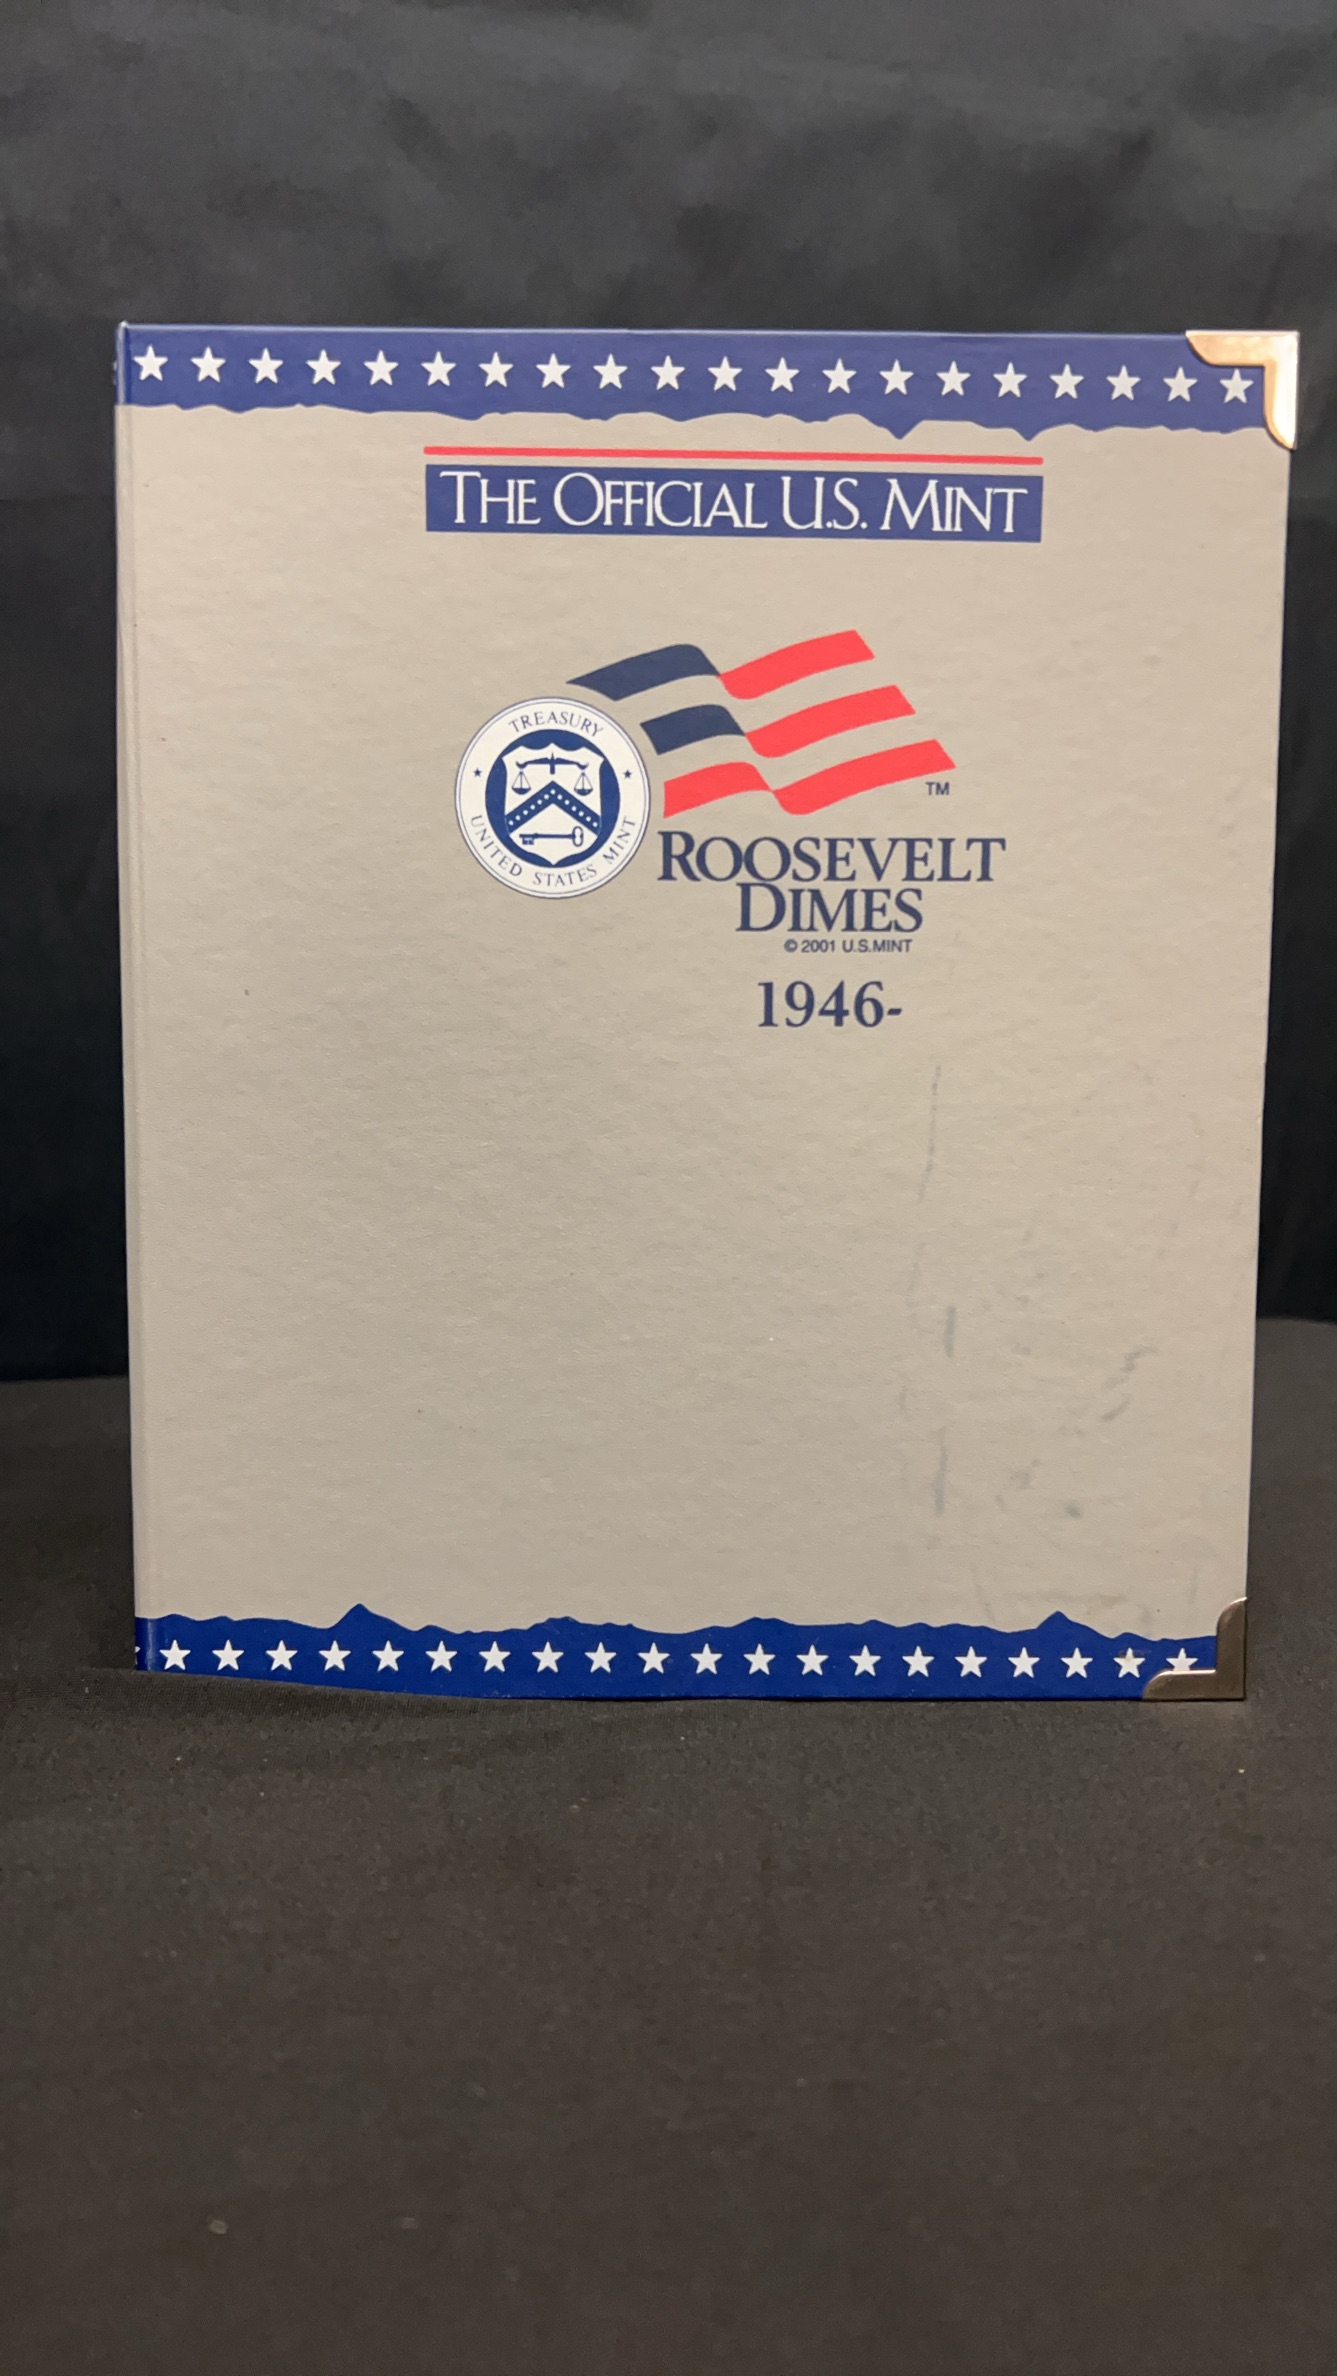 THE OFFICIAL U.S. MINT
TREASURY
UNITED STATES MINT
TM
ROOSEVELT
DIMES
© 2001 U.S.MINT
1946-